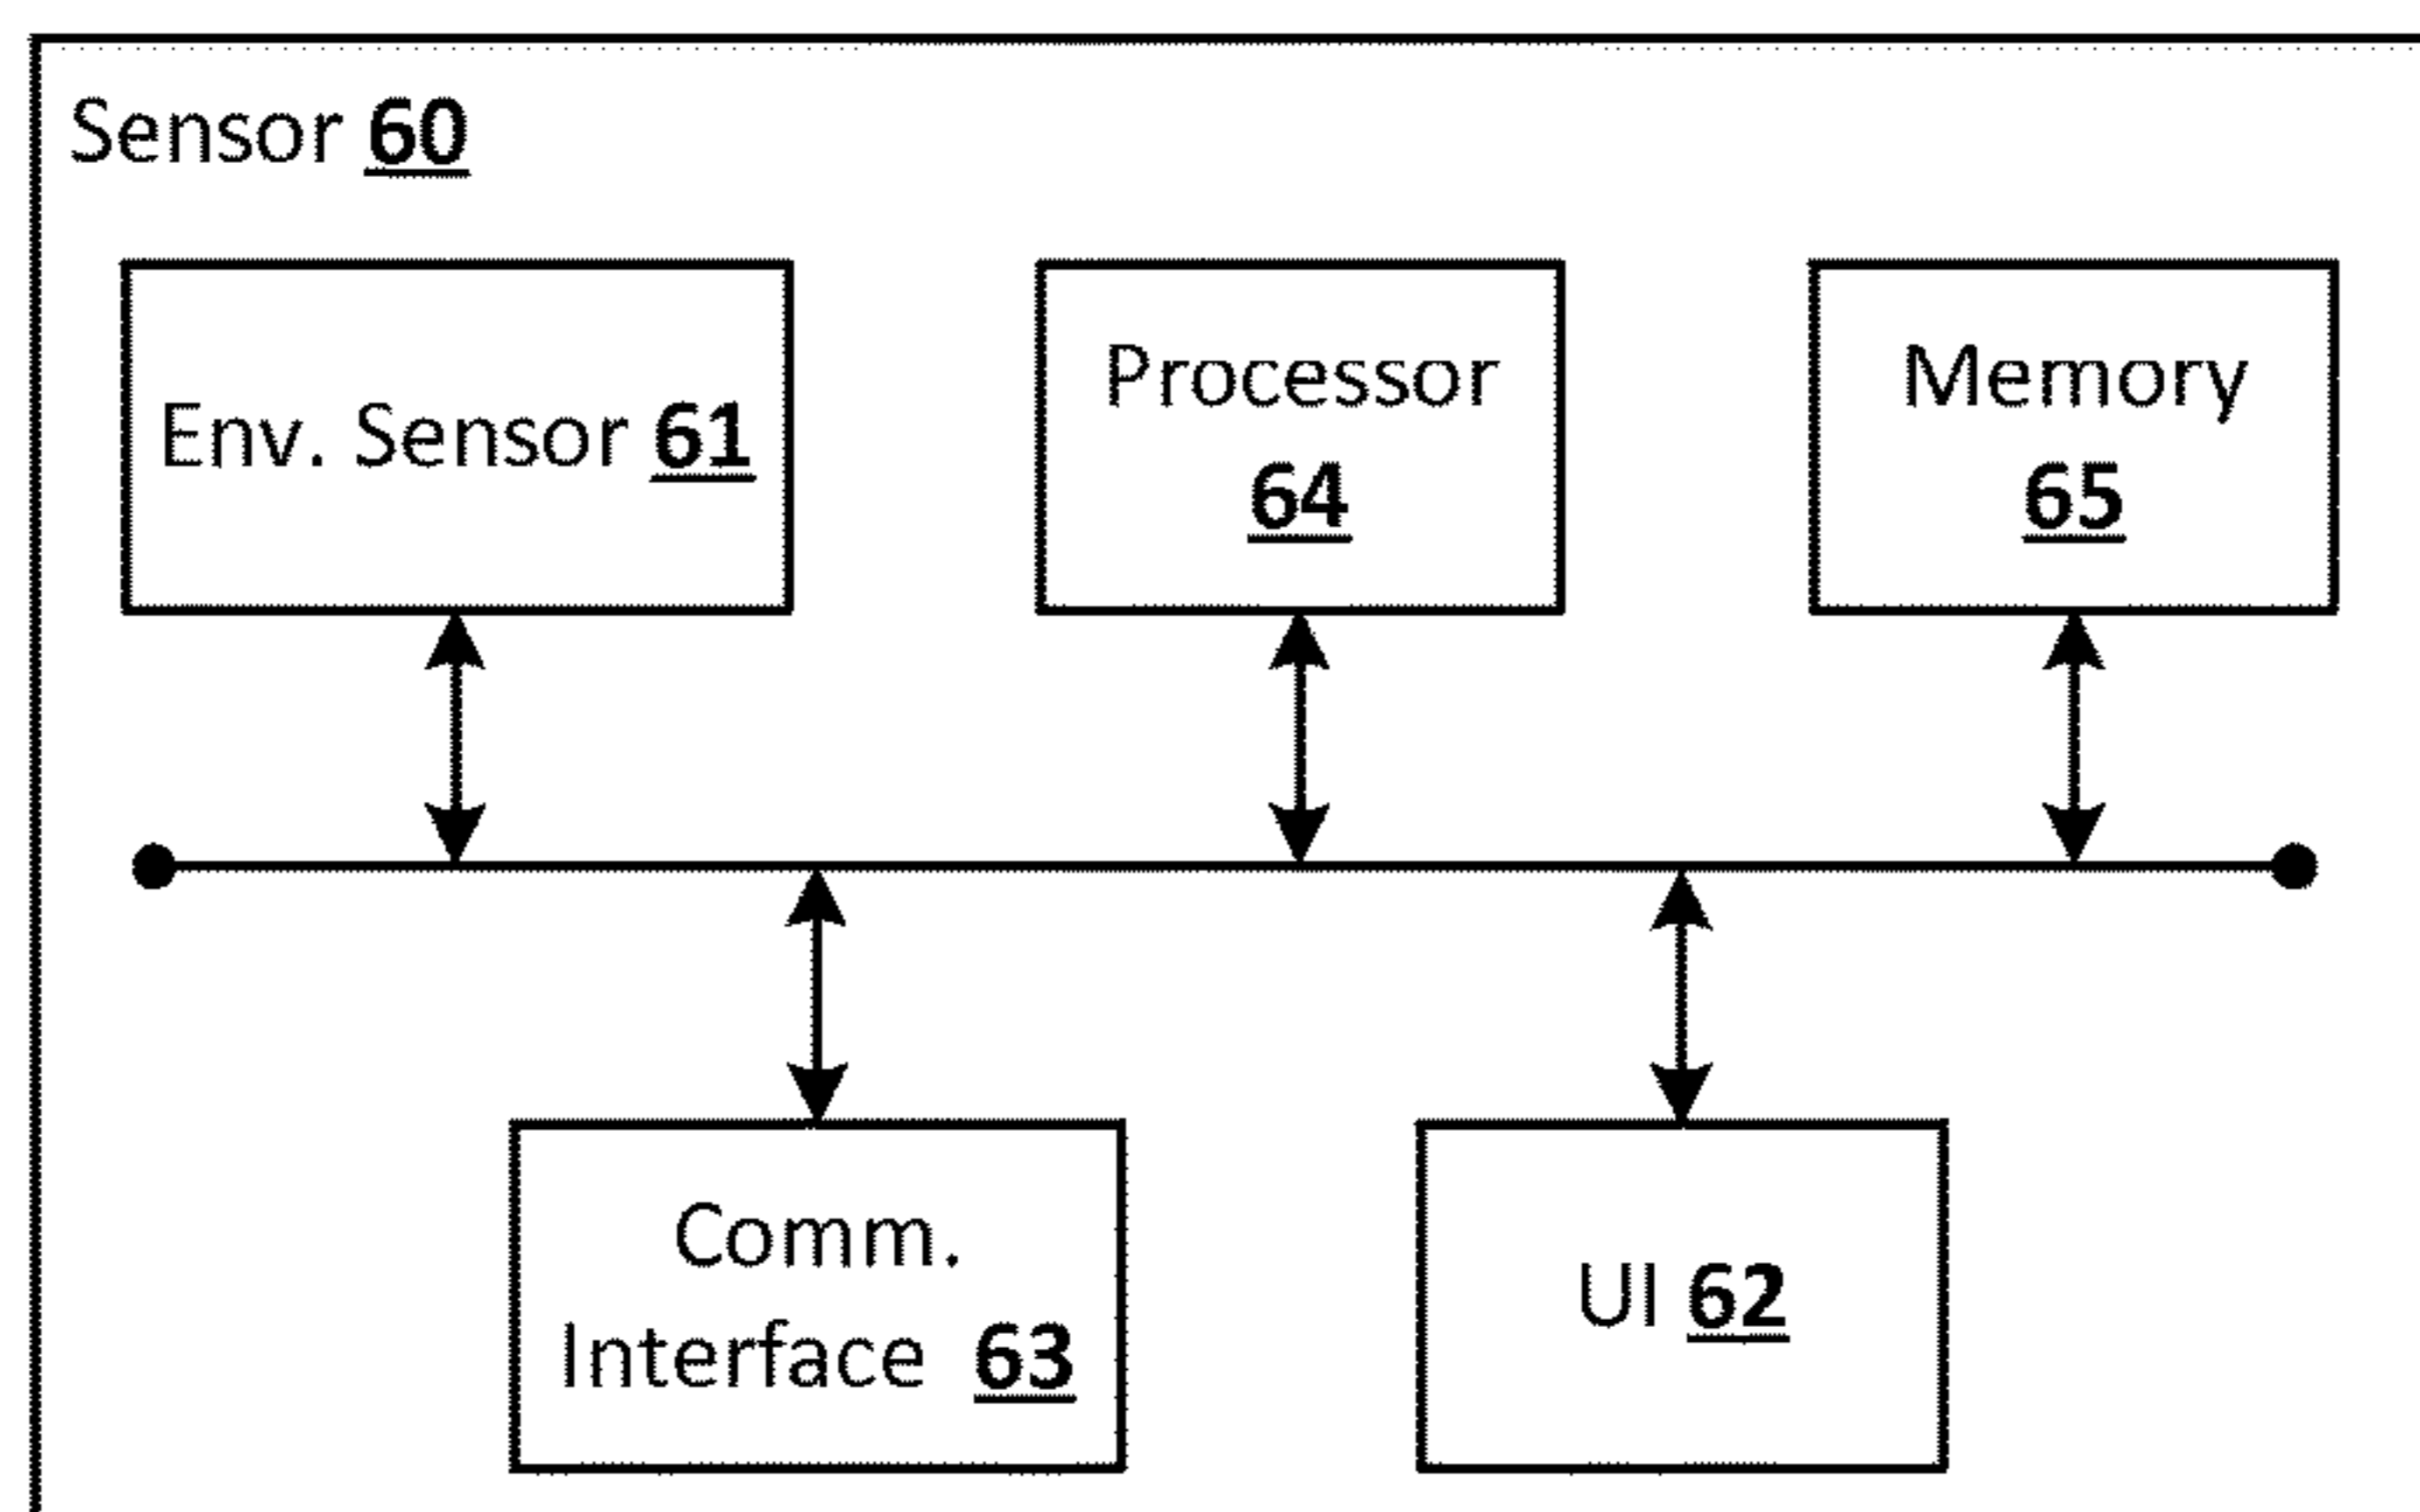 Sensor 60
Env. Sensor 61
Processor
64
Memory
65
Comm.
Interface 63
UI 62